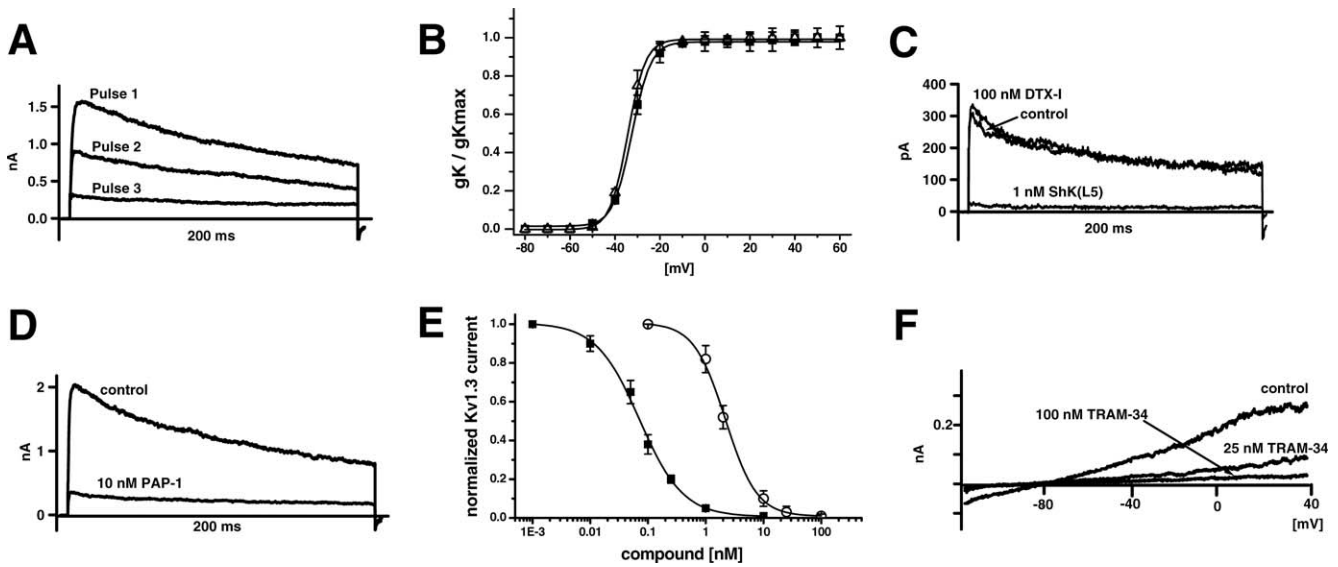 A
Pulse 1
1.5
1.0
Pulse 2
nA
0.5
Pulse 3
0.0
200 ms
B
1.0
0.8
0.6
0.4
0.2
0.0
gK / gKmax
-80 -60 -40 -20 0 20 40 60
[mV]
C
400
100 nM DTX-I
300
control
pA
200
100
1 nM ShK(L5)
0
200 ms
D
2
control
nA
1
10 nM PAP-1
0
200 ms
E
1.0
0.8
0.6
0.4
0.2
0.0
normalized Kv1.3 current
1E-3 0.01 0.1 1 10 100
compound [nM]
F
control
100 nM TRAM-34
0.2
nA
25 nM TRAM-34
-80 -40 0 40
[mV]